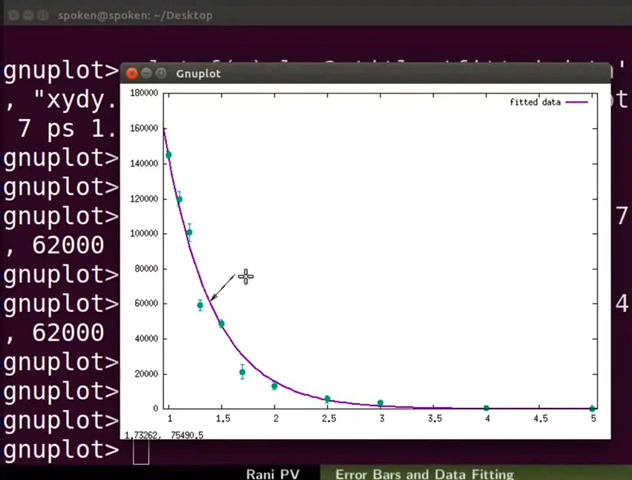 spoken@spoken: ~/Desktop
gnuplot>
Gnuplot
, "xydy.
7 ps 1.
gnuplot>
gnuplot>
gnuplot> 7
, 62000
gnuplot>
gnuplot> 4
, 62000
gnuplot>
gnuplot>
gnuplot>
gnuplot>
180000
160000
140000
120000
100000
80000
60000
40000
20000
0
fitted data
1 1.5 2 2.5 3 3.5 4 4.5 5
1.73262, 75490.5
Rani PV Error Bars and Data Fitting